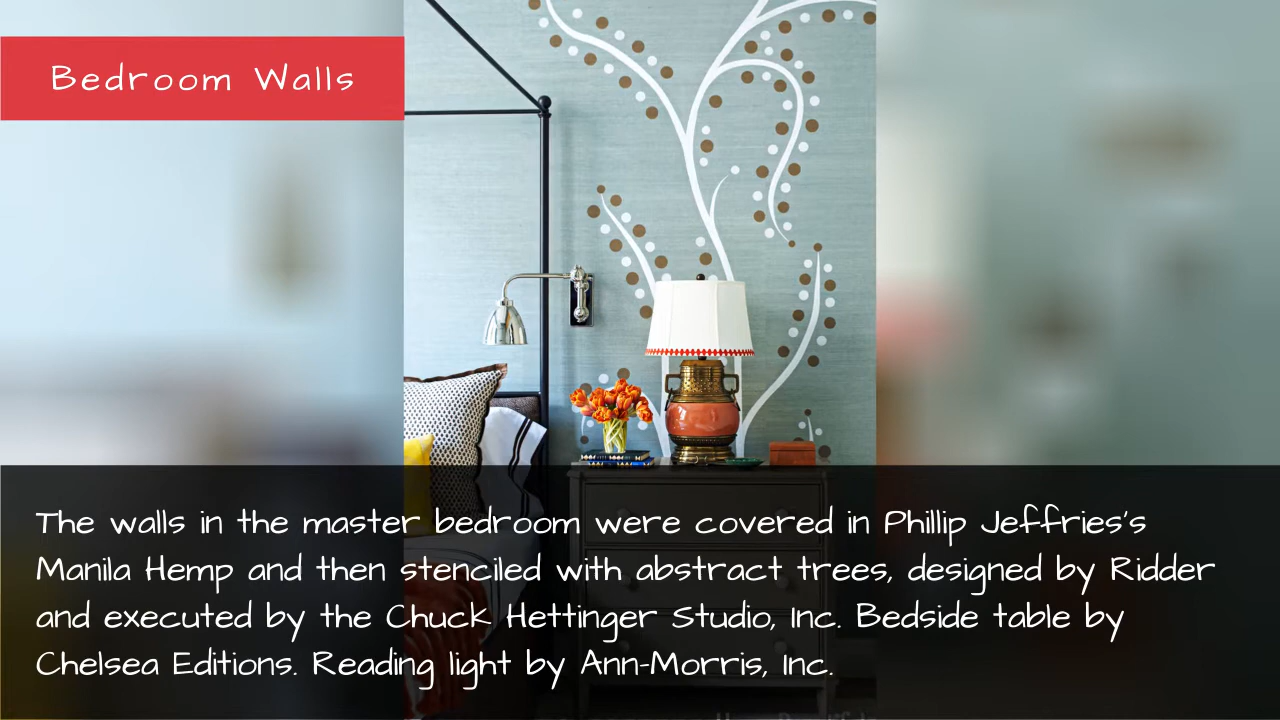 Bedroom Walls
The walls in the master bedroom were covered in Phillip Jeffries's
Manila Hemp and then stenciled with abstract trees, designed by Ridder
and executed by the Chuck Hettinger Studio, Inc. Bedside table by
Chelsea Editions. Reading light by Ann-Morris, Inc.